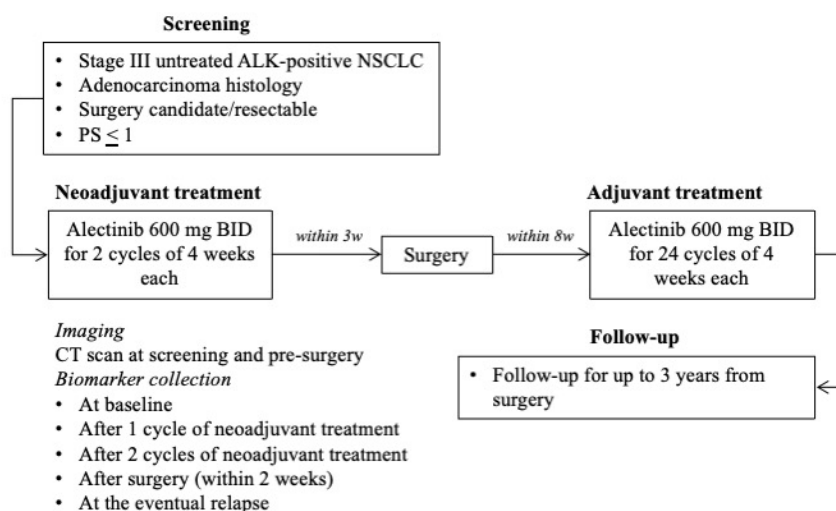 Screening
• Stage III untreated ALK-positive NSCLC
• Adenocarcinoma histology
• Surgery candidate/resectable
• PS ≤ 1
Neoadjuvant treatment
Alectinib 600 mg BID
for 2 cycles of 4 weeks
each
within 3w
Surgery
within 8w
Adjuvant treatment
Alectinib 600 mg BID
for 24 cycles of 4
weeks each
Imaging
CT scan at screening and pre-surgery
Biomarker collection
• At baseline
• After 1 cycle of neoadjuvant treatment
• After 2 cycles of neoadjuvant treatment
• After surgery (within 2 weeks)
• At the eventual relapse
Follow-up
• Follow-up for up to 3 years from
surgery